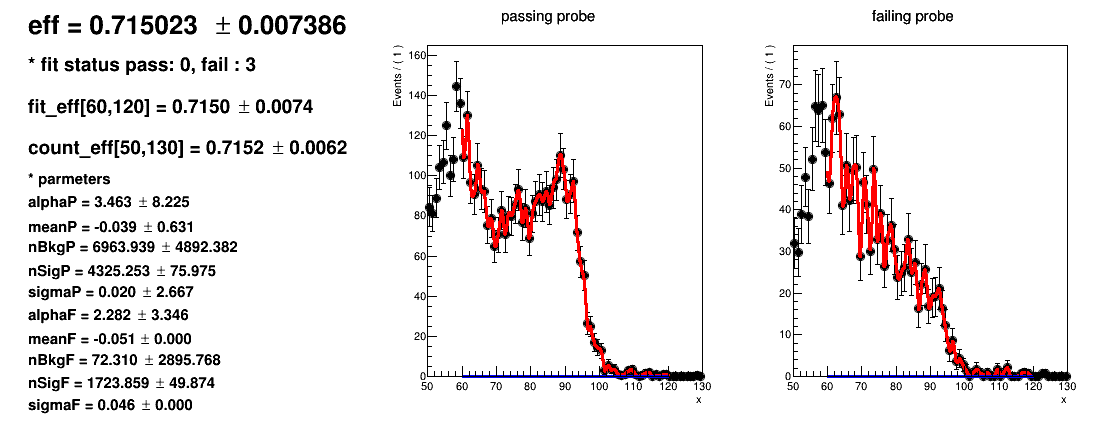 eff = 0.715023 ± 0.007386
* fit status pass: 0, fail : 3
fit_eff[60,120] = 0.7150 ± 0.0074
count_eff[50,130] = 0.7152 ± 0.0062
* parmeters
alphaP = 3.463 ± 8.225
meanP = -0.039 ± 0.631
nBkgP = 6963.939 ± 4892.382
nSigP = 4325.253 ± 75.975
sigmaP = 0.020 ± 2.667
alphaF = 2.282 ± 3.346
meanF = -0.051 ± 0.000
nBkgF = 72.310 ± 2895.768
nSigF = 1723.859 ± 49.874
sigmaF = 0.046 ± 0.000
passing probe
Events / ( 1 )
160
140
120
100
80
60
40
20
0
50 60 70 80 90 100 110 120 130
x
failing probe
Events / ( 1 )
70
60
50
40
30
20
10
0
50 60 70 80 90 100 110 120 130
x